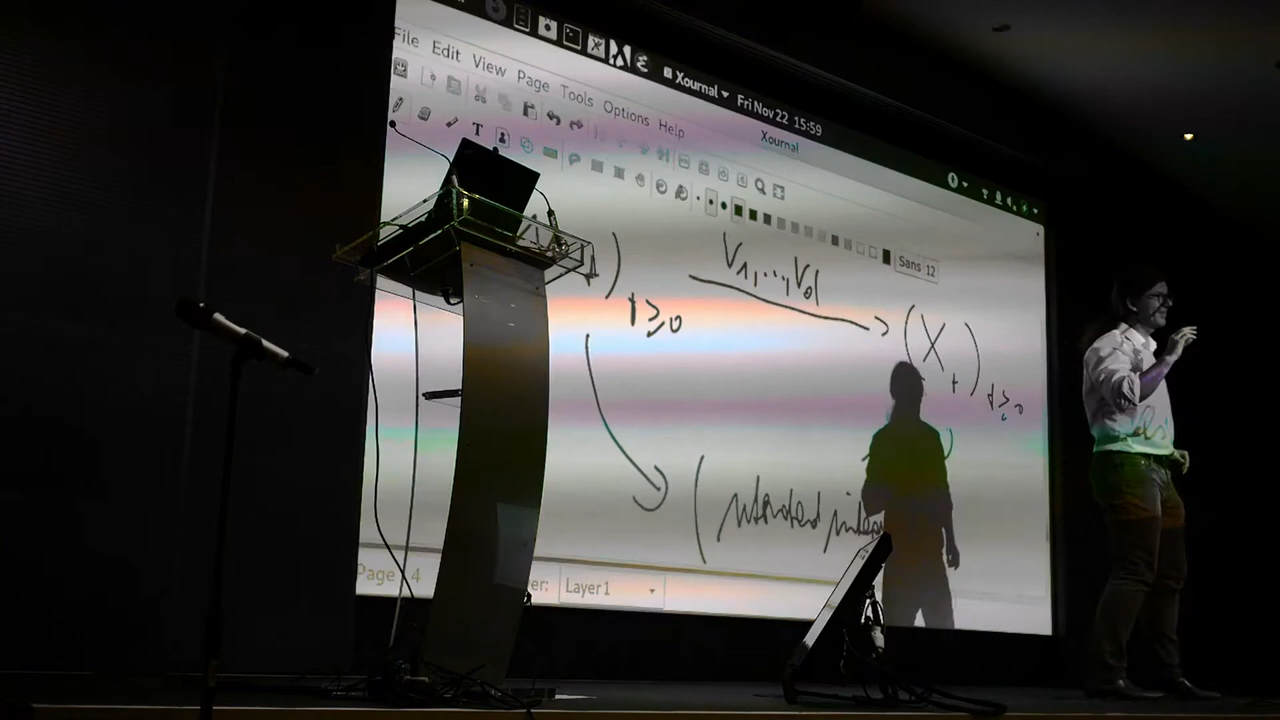 Xournal Fri Nov 22 15:59
Xournal
File Edit View Page Tools Options Help
T
Sans 12
) t≥0
V1,...,Vd
(Xt)t≥0
(
Page 4
Layer1